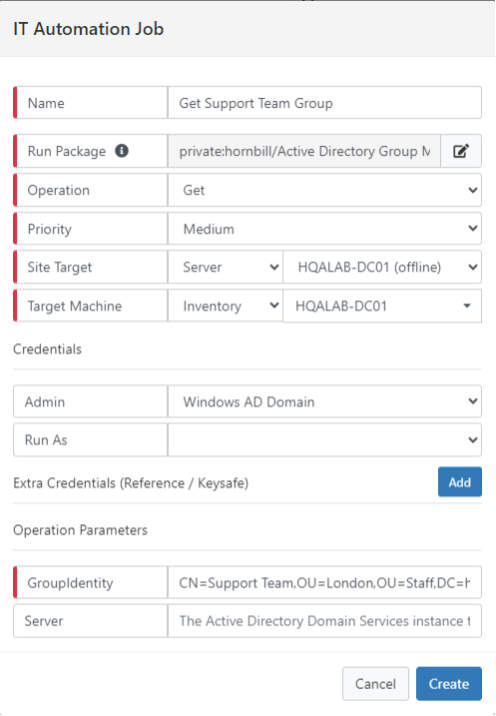 IT Automation Job
Name Get Support Team Group
Run Package private:hornbill/Active Directory Group M
Operation Get
Priority Medium
Site Target Server HQALAB-DC01 (offline)
Target Machine Inventory HQALAB-DC01
Credentials
Admin Windows AD Domain
Run As
Extra Credentials (Reference / Keysafe) Add
Operation Parameters
GroupIdentity CN=Support Team,OU=London,OU=Staff,DC=h
Server The Active Directory Domain Services instance t
Cancel Create